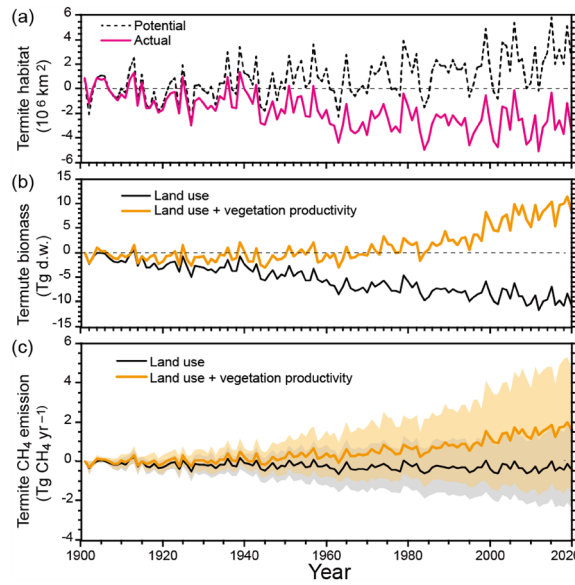 (a)
Potential
Actual
Termite habitat
(10⁶ km²)
6
4
2
0
-2
-4
-6
(b)
Land use
Land use + vegetation productivity
Termute biomass
(Tg d.w.)
15
10
5
0
-5
-10
-15
(c)
Land use
Land use + vegetation productivity
Termite CH₄ emission
(Tg CH₄ yr⁻¹)
6
4
2
0
-2
-4
1900 1920 1940 1960 1980 2000 2020
Year